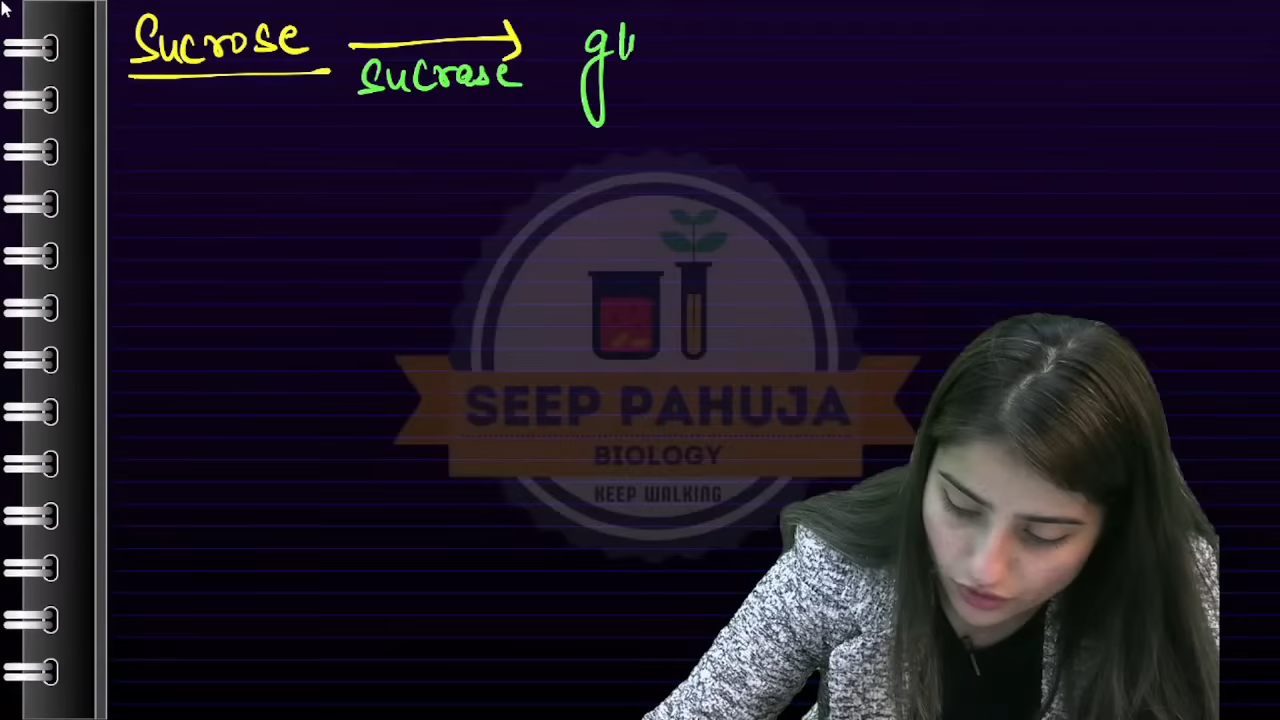 Sucrose → gl
sucrase
SEEP PAHUJA
BIOLOGY
KEEP WALKING